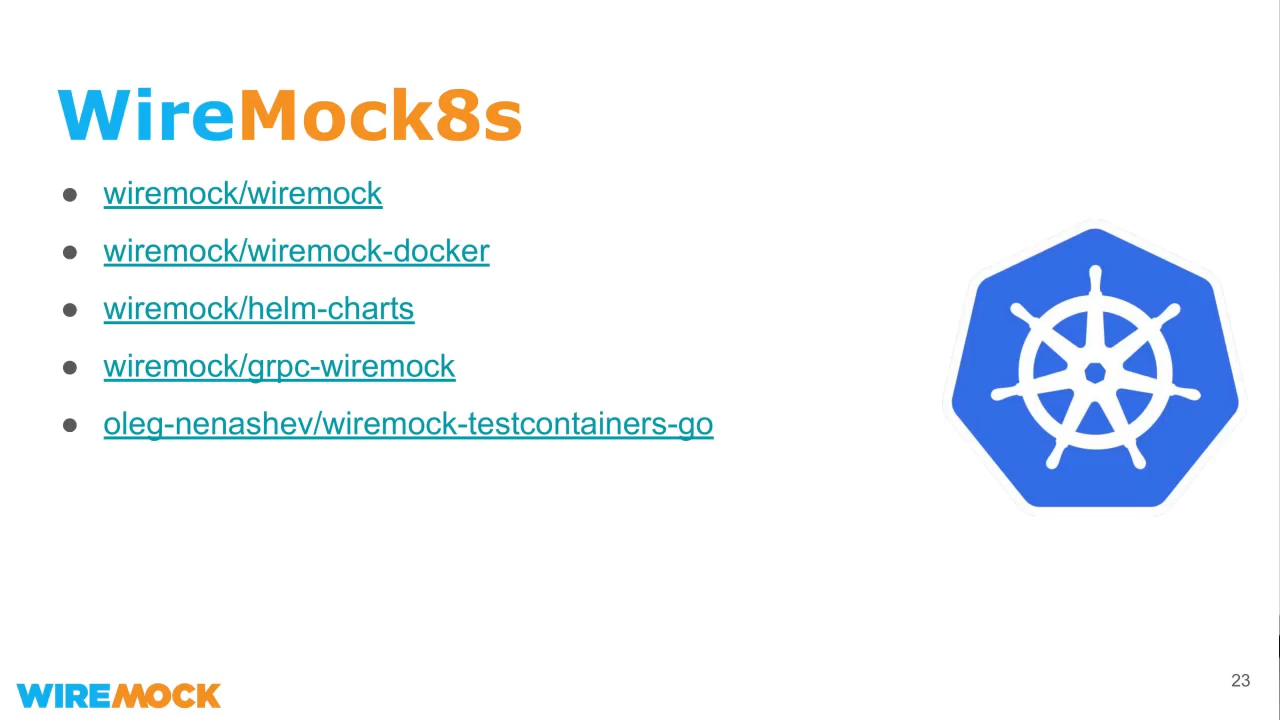 WireMock8s
● wiremock/wiremock
● wiremock/wiremock-docker
● wiremock/helm-charts
● wiremock/grpc-wiremock
● oleg-nenashev/wiremock-testcontainers-go
WIREMOCK
23